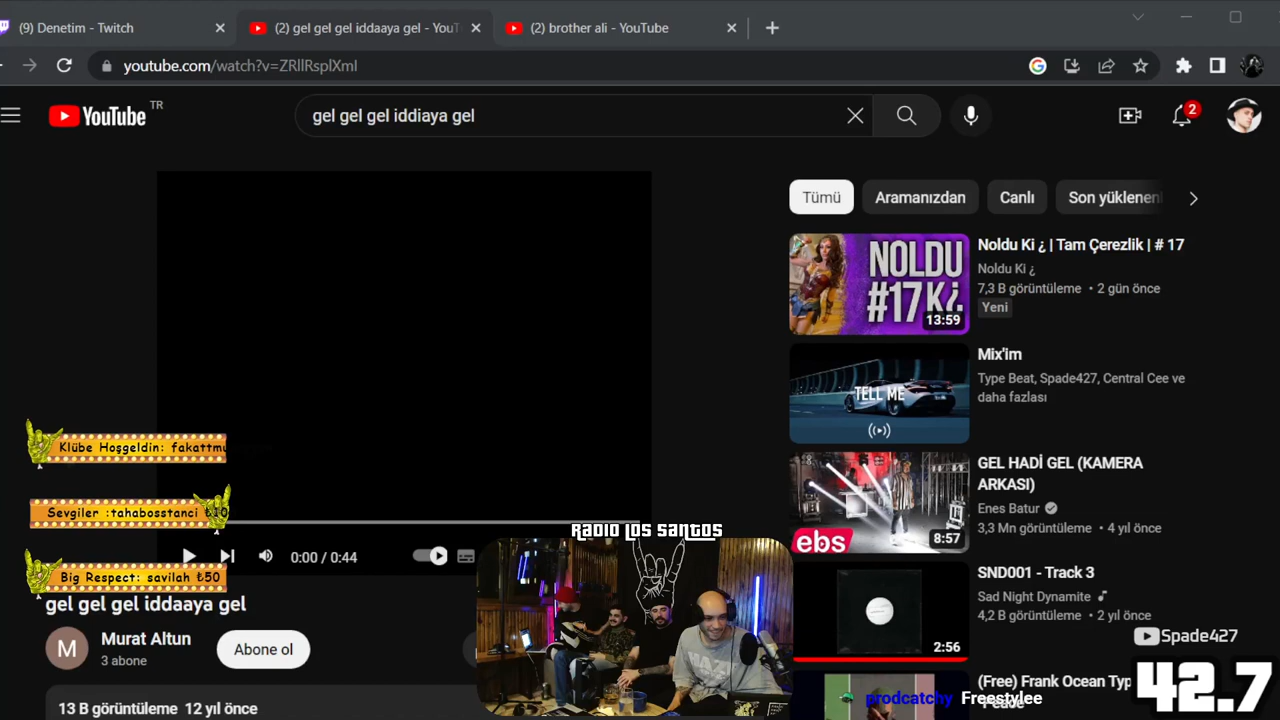 (9) Denetim - Twitch
(2) gel gel gel iddaaya gel - YouT
(2) brother ali - YouTube
youtube.com/watch?v=ZRllRsplXmI
YouTube TR
gel gel gel iddiaya gel
2
Tümü
Aramanızdan
Canlı
Son yüklenen
NOLDU
#17 K¿
13:59
Noldu Ki ¿ | Tam Çerezlik | # 17
Noldu Ki ¿
7,3 B görüntüleme • 2 gün önce
Yeni
TELL ME
Mix'im
Type Beat, Spade427, Central Cee ve
daha fazlası
ebs
8:57
GEL HADİ GEL (KAMERA
ARKASI)
Enes Batur
3,3 Mn görüntüleme • 4 yıl önce
2:56
SND001 - Track 3
Sad Night Dynamite
4,2 B görüntüleme • 2 yıl önce
Spade427
(Free) Frank Ocean Typ
42.7
prodcatchy Freestylee
Klübe Hoşgeldin: fakattmu
Sevgiler :tahabosstanci ₺10
Big Respect: savilah ₺50
0:00 / 0:44
RADIO LOS SANTOS
gel gel gel iddaaya gel
M
Murat Altun
3 abone
Abone ol
13 B görüntüleme 12 yıl önce